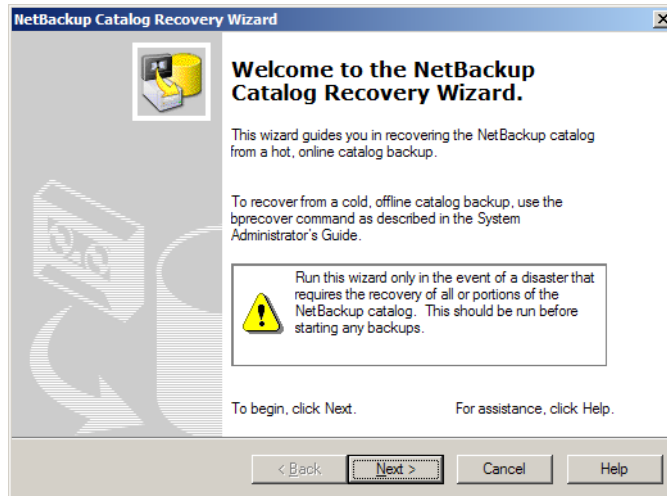 NetBackup Catalog Recovery Wizard
Welcome to the NetBackup
Catalog Recovery Wizard.
This wizard guides you in recovering the NetBackup catalog
from a hot, online catalog backup.
To recover from a cold, offline catalog backup, use the
bprecover command as described in the System
Administrator's Guide.
Run this wizard only in the event of a disaster that
requires the recovery of all or portions of the
NetBackup catalog. This should be run before
starting any backups.
To begin, click Next. For assistance, click Help.
< Back Next > Cancel Help